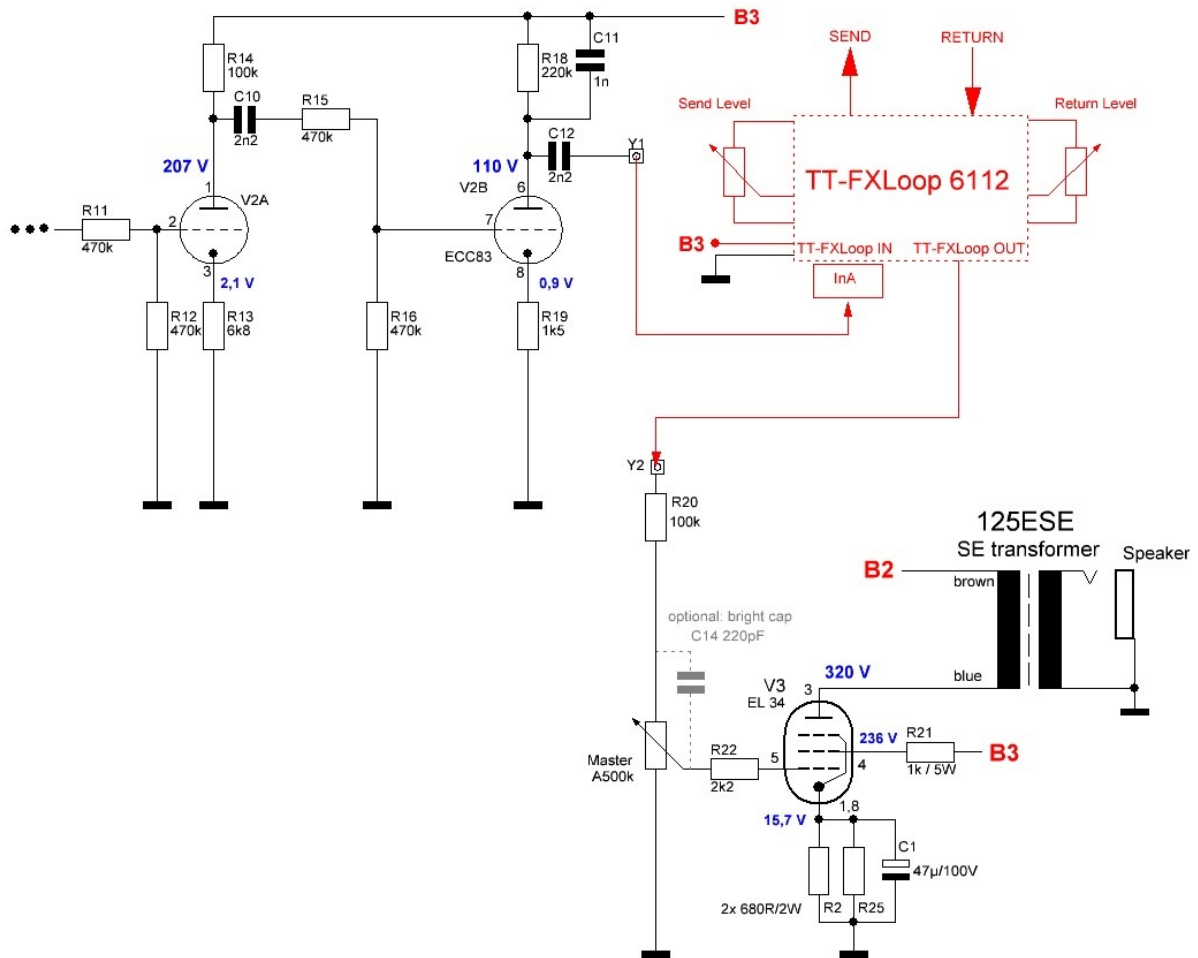 B3
R14
100k
C10
2n2
R15
470k
R18
220k
C11
1n
C12
2n2
Y1
207 V
110 V
1
V2A
6
V2B
R11
470k
2
7
ECC83
3
8
2,1 V
0,9 V
R12
470k
R13
6k8
R16
470k
R19
1k5
SEND
RETURN
Send Level
Return Level
TT-FXLoop 6112
B3
TT-FXLoop IN
TT-FXLoop OUT
InA
Y2
R20
100k
optional: bright cap
C14 220pF
125ESE
SE transformer
Speaker
B2
brown
blue
320 V
V3
EL 34
3
236 V
R21
1k / 5W
B3
4
5
Master
A500k
R22
2k2
15,7 V
1,8
C1
47µ/100V
2x 680R/2W
R2
R25